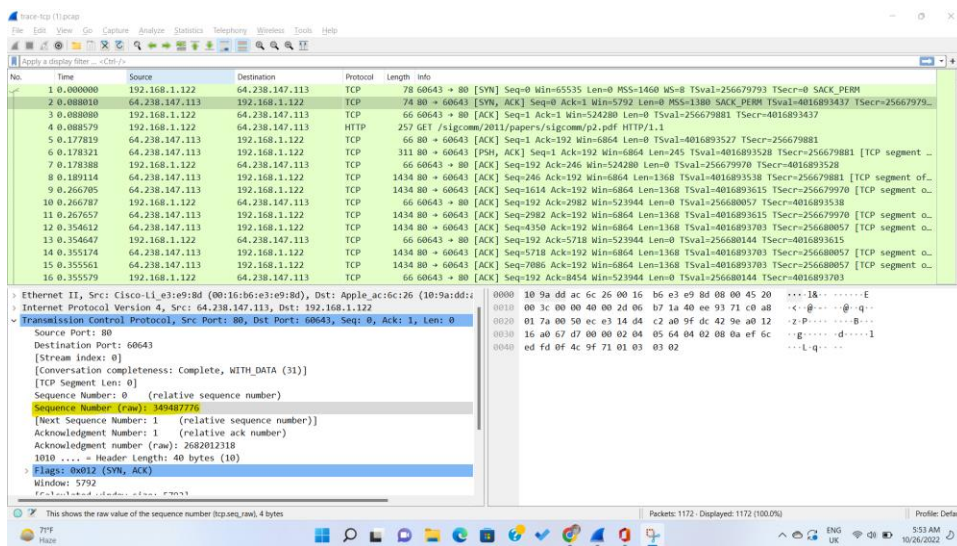 trace-tcp (1).pcap
File Edit View Go Capture Analyze Statistics Telephony Wireless Tools Help
Apply a display filter ... <Ctrl-/>
No. Time Source Destination Protocol Length Info
1 0.000000 192.168.1.122 64.238.147.113 TCP 78 60643 → 80 [SYN] Seq=0 Win=65535 Len=0 MSS=1460 WS=8 TSval=256679793 TSecr=0 SACK_PERM
2 0.088010 64.238.147.113 192.168.1.122 TCP 74 80 → 60643 [SYN, ACK] Seq=0 Ack=1 Win=5792 Len=0 MSS=1380 SACK_PERM TSval=4016893437 TSecr=25667979…
3 0.088080 192.168.1.122 64.238.147.113 TCP 66 60643 → 80 [ACK] Seq=1 Ack=1 Win=524280 Len=0 TSval=256679881 TSecr=4016893437
4 0.088579 192.168.1.122 64.238.147.113 HTTP 257 GET /sigcomm/2011/papers/sigcomm/p2.pdf HTTP/1.1
5 0.177819 64.238.147.113 192.168.1.122 TCP 66 80 → 60643 [ACK] Seq=1 Ack=192 Win=6864 Len=0 TSval=4016893527 TSecr=256679881
6 0.178321 64.238.147.113 192.168.1.122 TCP 311 80 → 60643 [PSH, ACK] Seq=1 Ack=192 Win=6864 Len=245 TSval=4016893528 TSecr=256679881 [TCP segment …
7 0.178388 192.168.1.122 64.238.147.113 TCP 66 60643 → 80 [ACK] Seq=192 Ack=246 Win=524280 Len=0 TSval=256679970 TSecr=4016893528
8 0.189114 64.238.147.113 192.168.1.122 TCP 1434 80 → 60643 [ACK] Seq=246 Ack=192 Win=6864 Len=1368 TSval=4016893538 TSecr=256679881 [TCP segment of…
9 0.266705 64.238.147.113 192.168.1.122 TCP 1434 80 → 60643 [ACK] Seq=1614 Ack=192 Win=6864 Len=1368 TSval=4016893615 TSecr=256679970 [TCP segment o…
10 0.266787 192.168.1.122 64.238.147.113 TCP 66 60643 → 80 [ACK] Seq=192 Ack=2982 Win=523944 Len=0 TSval=256680057 TSecr=4016893538
11 0.267657 64.238.147.113 192.168.1.122 TCP 1434 80 → 60643 [ACK] Seq=2982 Ack=192 Win=6864 Len=1368 TSval=4016893615 TSecr=256679970 [TCP segment o…
12 0.354612 64.238.147.113 192.168.1.122 TCP 1434 80 → 60643 [ACK] Seq=4350 Ack=192 Win=6864 Len=1368 TSval=4016893703 TSecr=256680057 [TCP segment o…
13 0.354647 192.168.1.122 64.238.147.113 TCP 66 60643 → 80 [ACK] Seq=192 Ack=5718 Win=523944 Len=0 TSval=256680144 TSecr=4016893615
14 0.355174 64.238.147.113 192.168.1.122 TCP 1434 80 → 60643 [ACK] Seq=5718 Ack=192 Win=6864 Len=1368 TSval=4016893703 TSecr=256680057 [TCP segment o…
15 0.355561 64.238.147.113 192.168.1.122 TCP 1434 80 → 60643 [ACK] Seq=7086 Ack=192 Win=6864 Len=1368 TSval=4016893703 TSecr=256680057 [TCP segment o…
16 0.355579 192.168.1.122 64.238.147.113 TCP 66 60643 → 80 [ACK] Seq=192 Ack=8454 Win=523944 Len=0 TSval=256680144 TSecr=4016893703
Ethernet II, Src: Cisco-Li_e3:e9:8d (00:16:b6:e3:e9:8d), Dst: Apple_ac:6c:26 (10:9a:dd:a
Internet Protocol Version 4, Src: 64.238.147.113, Dst: 192.168.1.122
Transmission Control Protocol, Src Port: 80, Dst Port: 60643, Seq: 0, Ack: 1, Len: 0
Source Port: 80
Destination Port: 60643
[Stream index: 0]
[Conversation completeness: Complete, WITH_DATA (31)]
[TCP Segment Len: 0]
Sequence Number: 0 (relative sequence number)
Sequence Number (raw): 349487776
[Next Sequence Number: 1 (relative sequence number)]
Acknowledgment Number: 1 (relative ack number)
Acknowledgment number (raw): 2682012318
1010 .... = Header Length: 40 bytes (10)
Flags: 0x012 (SYN, ACK)
Window: 5792
[Calculated window size: 5792]
0000 10 9a dd ac 6c 26 00 16 b6 e3 e9 8d 08 00 45 20 ····l&·· ······E
0010 00 3c 00 00 40 00 2d 06 b7 1a 40 ee 93 71 c0 a8 ·<··@·-· ··@··q··
0020 01 7a 00 50 ec e3 14 d4 c2 a0 9f dc 42 9e a0 12 ·z·P···· ····B···
0030 16 a0 67 d7 00 00 02 04 05 64 04 02 08 0a ef 6c ··g····· ·d·····l
0040 ed fd 0f 4c 9f 71 01 03 03 02 ···L·q·· ··
This shows the raw value of the sequence number (tcp.seq_raw), 4 bytes
Packets: 1172 · Displayed: 1172 (100.0%)
Profile: Defa
71°F
Haze
ENG
UK
5:53 AM
10/26/2022